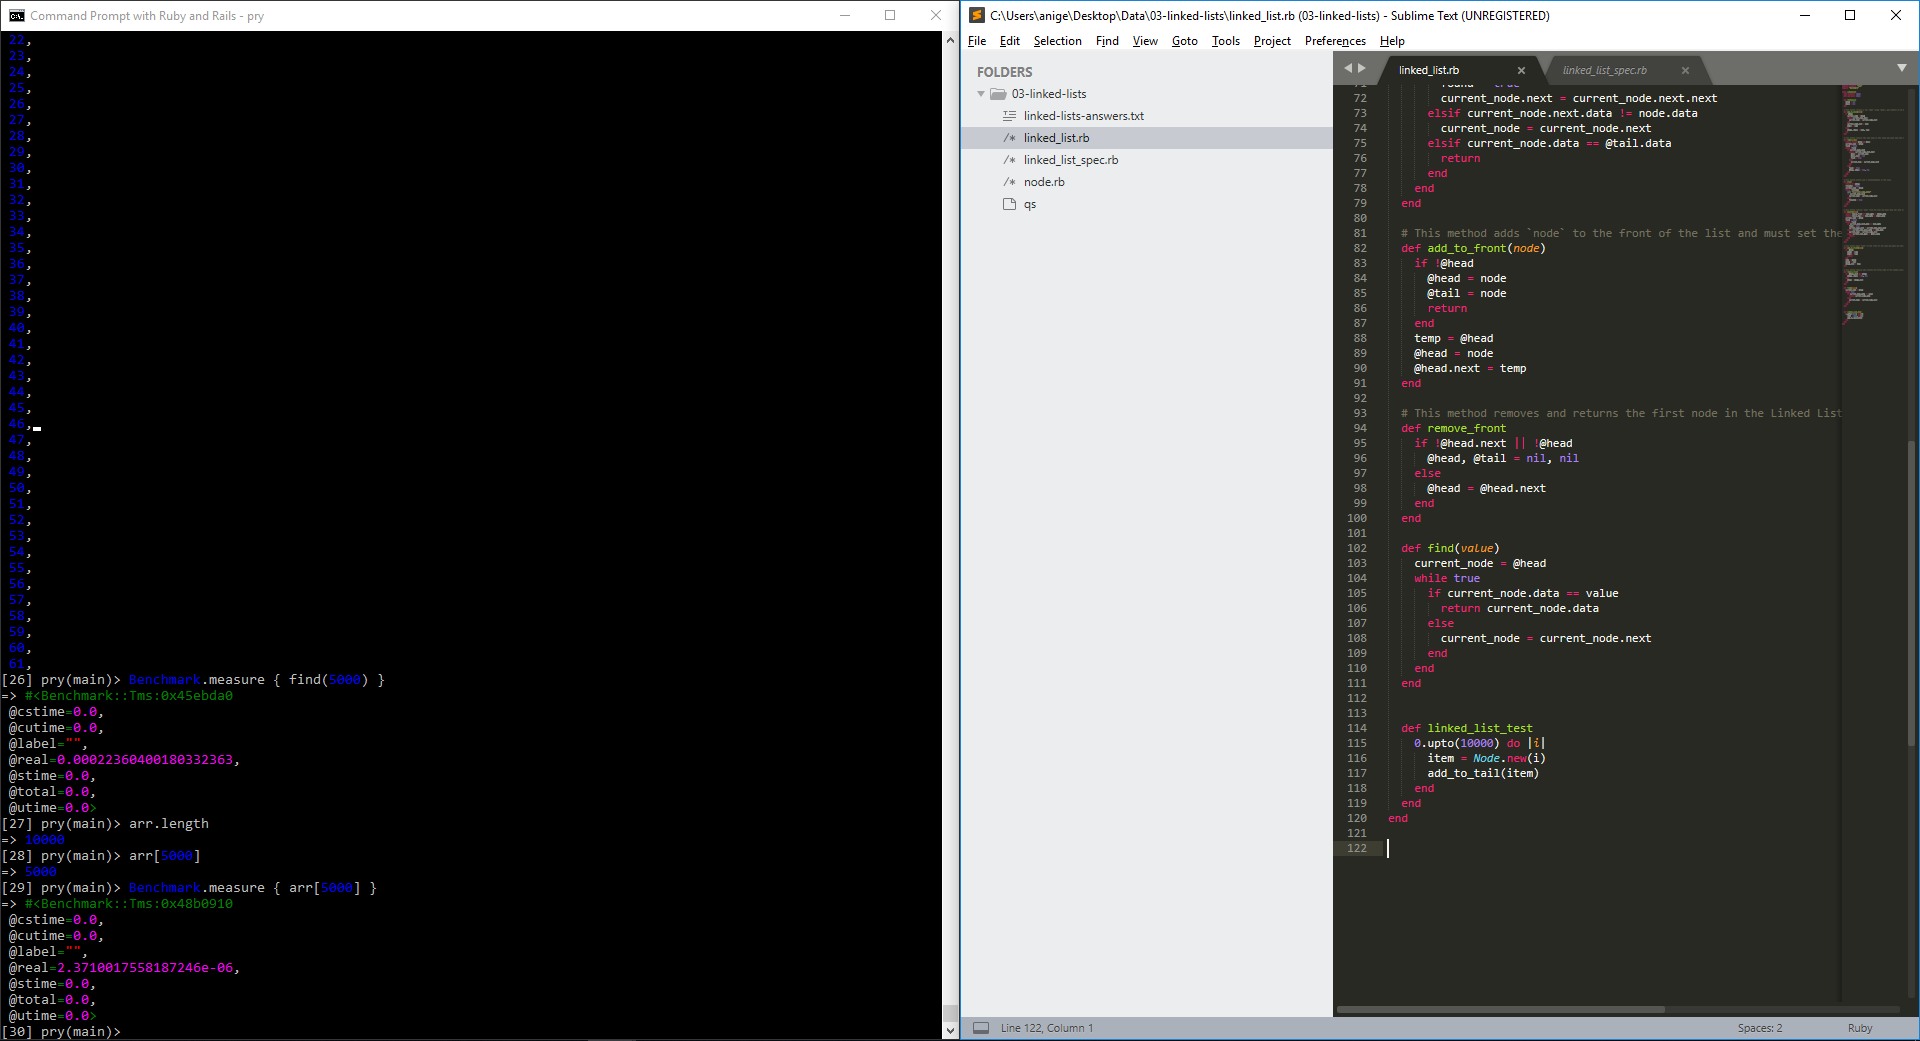 Command Prompt with Ruby and Rails - pry
22,
23,
24,
25,
26,
27,
28,
29,
30,
31,
32,
33,
34,
35,
36,
37,
38,
39,
40,
41,
42,
43,
44,
45,
46,
47,
48,
49,
50,
51,
52,
53,
54,
55,
56,
57,
58,
59,
60,
61,
[26] pry(main)> Benchmark.measure { find(5000) }
=> #<Benchmark::Tms:0x45ebda0
@cstime=0.0,
@cutime=0.0,
@label="",
@real=0.00022360400180332363,
@stime=0.0,
@total=0.0,
@utime=0.0>
[27] pry(main)> arr.length
=> 10000
[28] pry(main)> arr[5000]
=> 5000
[29] pry(main)> Benchmark.measure { arr[5000] }
=> #<Benchmark::Tms:0x48b0910
@cstime=0.0,
@cutime=0.0,
@label="",
@real=2.3710017558187246e-06,
@stime=0.0,
@total=0.0,
@utime=0.0>
[30] pry(main)>
C:\Users\anige\Desktop\Data\03-linked-lists\linked_list.rb (03-linked-lists) - Sublime Text (UNREGISTERED)
File Edit Selection Find View Goto Tools Project Preferences Help
FOLDERS
03-linked-lists
linked-lists-answers.txt
linked_list.rb
linked_list_spec.rb
node.rb
qs
linked_list.rb linked_list_spec.rb
72 current_node.next = current_node.next.next
73 elsif current_node.next.data != node.data
74 current_node = current_node.next
75 elsif current_node.data == @tail.data
76 return
77 end
78 end
79 end
80
81 # This method adds `node` to the front of the list and must set the
82 def add_to_front(node)
83 if !@head
84 @head = node
85 @tail = node
86 return
87 end
88 temp = @head
89 @head = node
90 @head.next = temp
91 end
92
93 # This method removes and returns the first node in the Linked List
94 def remove_front
95 if !@head.next || !@head
96 @head, @tail = nil, nil
97 else
98 @head = @head.next
99 end
100 end
101
102 def find(value)
103 current_node = @head
104 while true
105 if current_node.data == value
106 return current_node.data
107 else
108 current_node = current_node.next
109 end
110 end
111 end
112
113
114 def linked_list_test
115 0.upto(10000) do |i|
116 item = Node.new(i)
117 add_to_tail(item)
118 end
119 end
120 end
121
122
Line 122, Column 1 Spaces: 2 Ruby